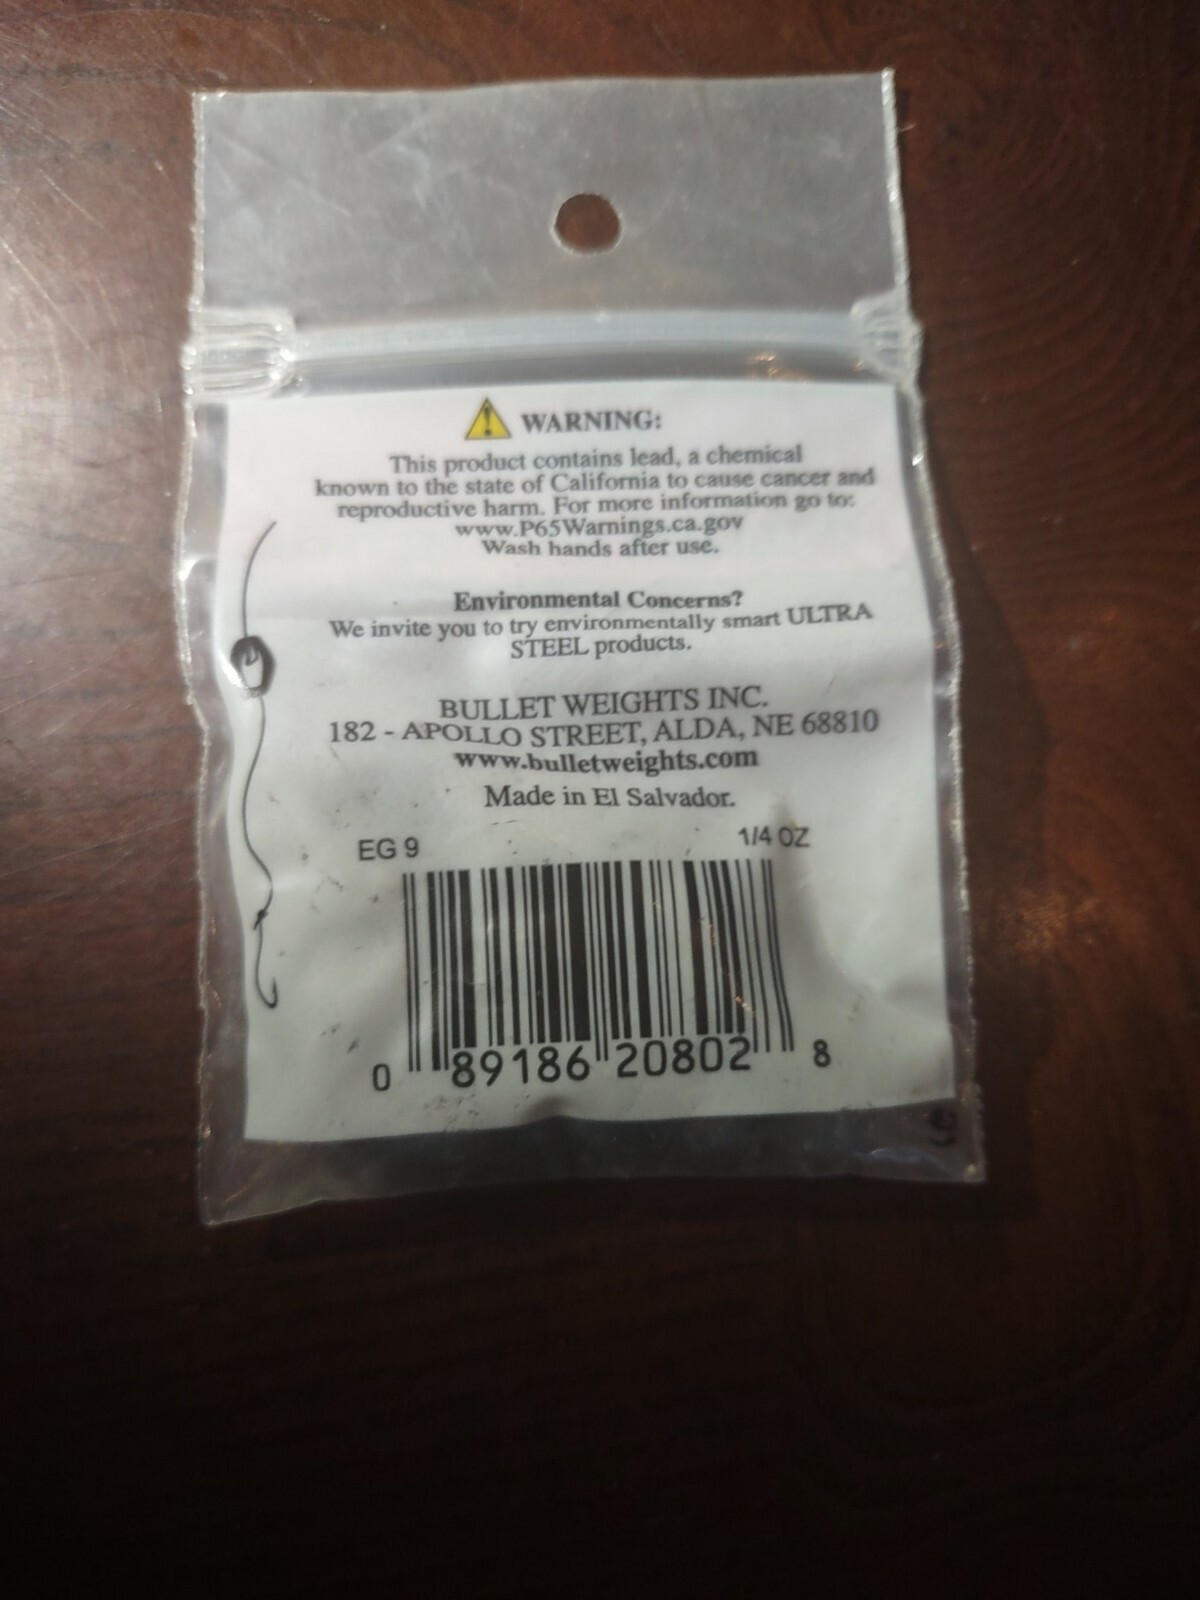 WARNING:
This product contains lead, a chemical
known to the state of California to cause cancer and
reproductive harm. For more information go to:
www.P65Warnings.ca.gov
Wash hands after use.
Environmental Concerns?
We invite you to try environmentally smart ULTRA
STEEL products.
BULLET WEIGHTS INC.
182 - APOLLO STREET, ALDA, NE 68810
www.bulletweights.com
Made in El Salvador.
EG 9 1/4 OZ
0 89186 20802 8